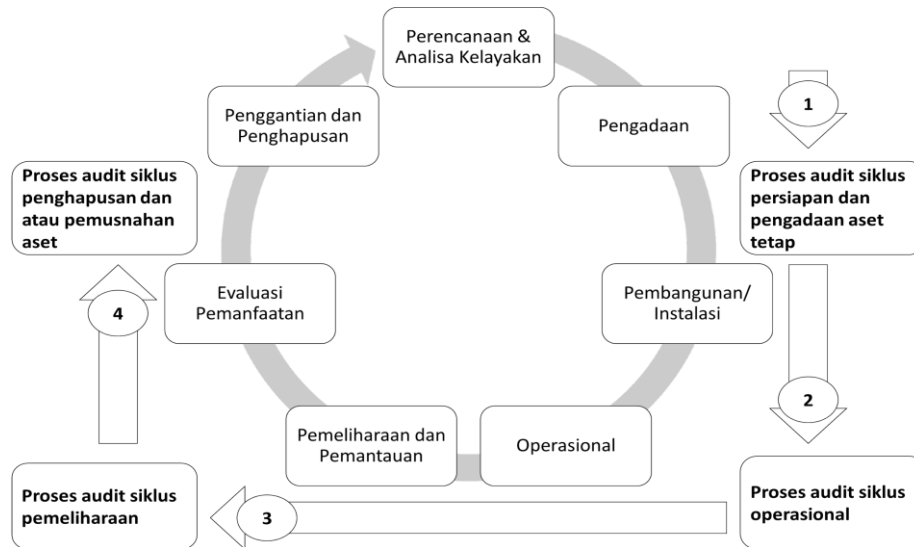 Perencanaan &
Analisa Kelayakan
Pengadaan
Pembangunan/
Instalasi
Operasional
Pemeliharaan dan
Pemantauan
Evaluasi
Pemanfaatan
Penggantian dan
Penghapusan
1
Proses audit siklus
persiapan dan
pengadaan aset
tetap
2
Proses audit siklus
operasional
3
Proses audit siklus
pemeliharaan
4
Proses audit siklus
penghapusan dan
atau pemusnahan
aset